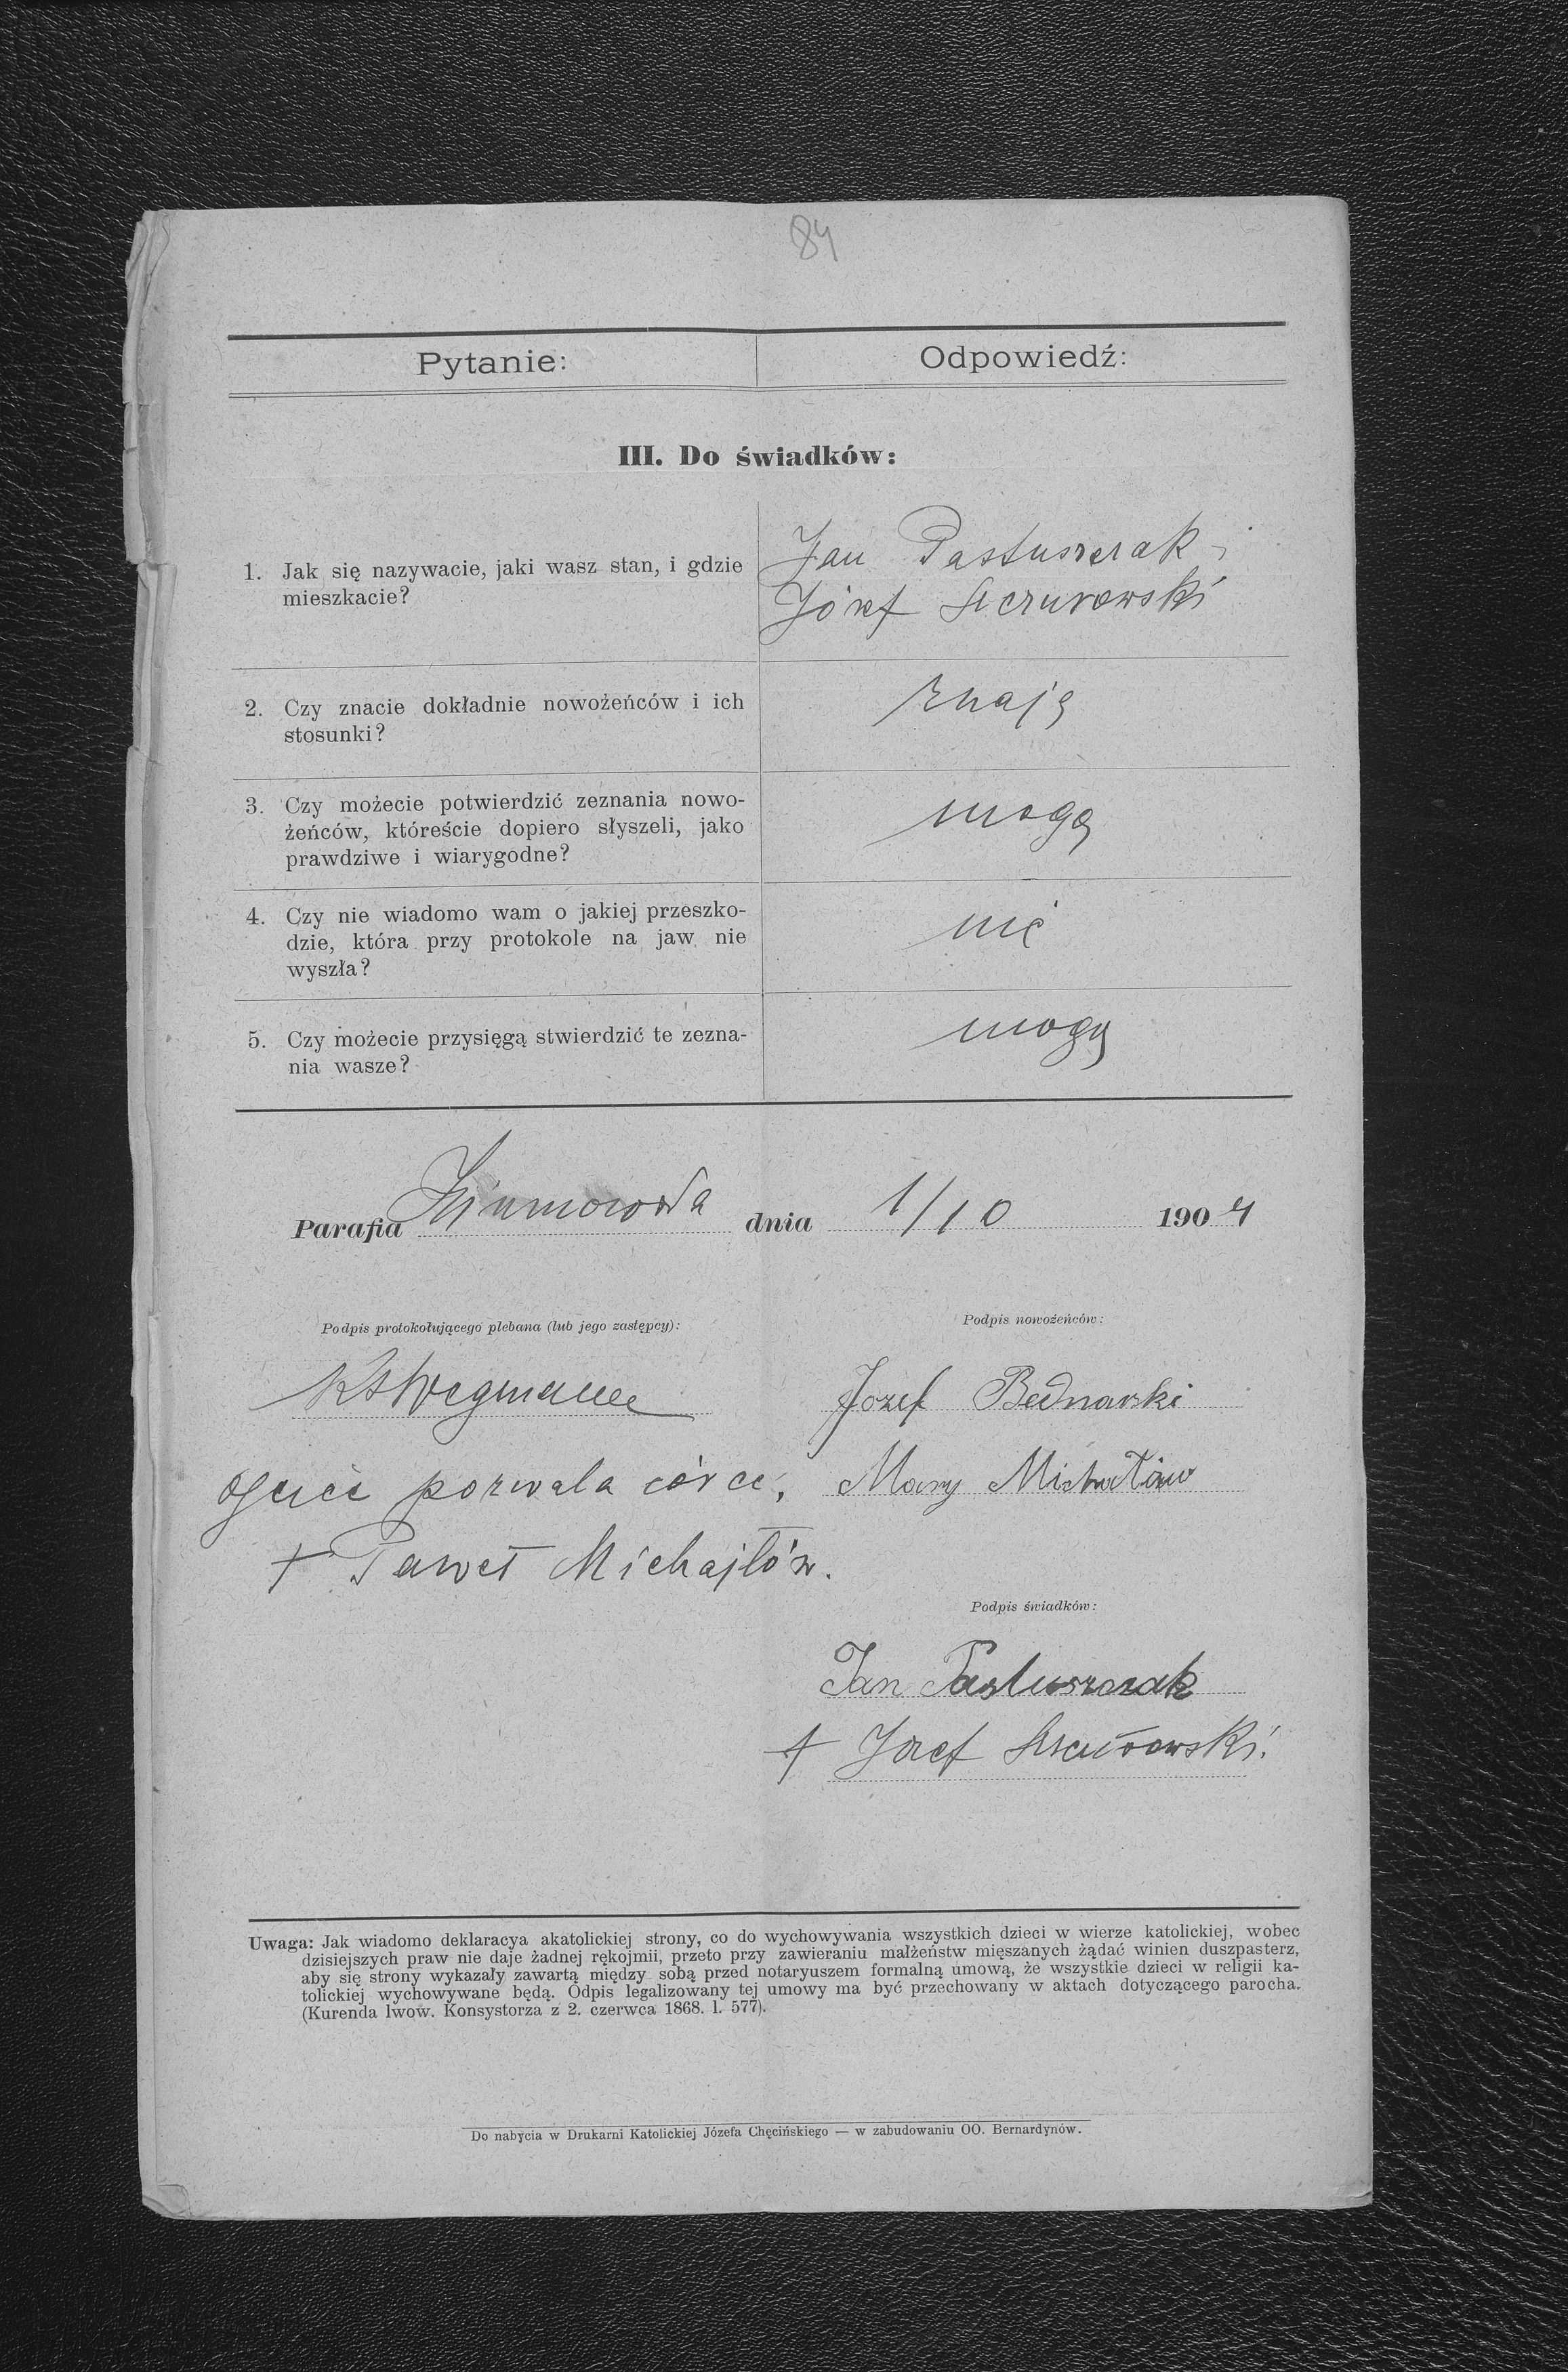 84
Pytanie: Odpowiedź:
III. Do świadków:
1. Jak się nazywacie, jaki wasz stan, i gdzie
mieszkacie?
Jan Pastuszczak
Józef
2. Czy znacie dokładnie nowożeńców i ich
stosunki?
znają
3. Czy możecie potwierdzić zeznania nowo-
żeńców, któreście dopiero słyszeli, jako
prawdziwe i wiarygodne?
mogą
4. Czy nie wiadomo wam o jakiej przeszko-
dzie, która przy protokole na jaw nie
wyszła?
nic
5. Czy możecie przysięgą stwierdzić te zezna-
nia wasze?
mogą
Parafia Zimnowoda dnia 1/10 1904
Podpis protokołującego plebana (lub jego zastępcy):
Podpis nowożeńców:
Józef Bednarski
Ojciec pozwala córce, Mary Michałów
+ Paweł Michajłów.
Podpis świadków:
Jan Pastuszczak
+ Józef
Uwaga: Jak wiadomo deklaracya akatolickiej strony, co do wychowywania wszystkich dzieci w wierze katolickiej, wobec
dzisiejszych praw nie daje żadnej rękojmii, przeto przy zawieraniu małżeństw mięszanych żądać winien duszpasterz,
aby się strony wykazały zawartą między sobą przed notaryuszem formalną umową, że wszystkie dzieci w religii ka-
tolickiej wychowywane będą. Odpis legalizowany tej umowy ma być przechowany w aktach dotyczącego parocha.
(Kurenda lwow. Konsystorza z 2. czerwca 1868. l. 577).
Do nabycia w Drukarni Katolickiej Józefa Chęcińskiego — w zabudowaniu OO. Bernardynów.